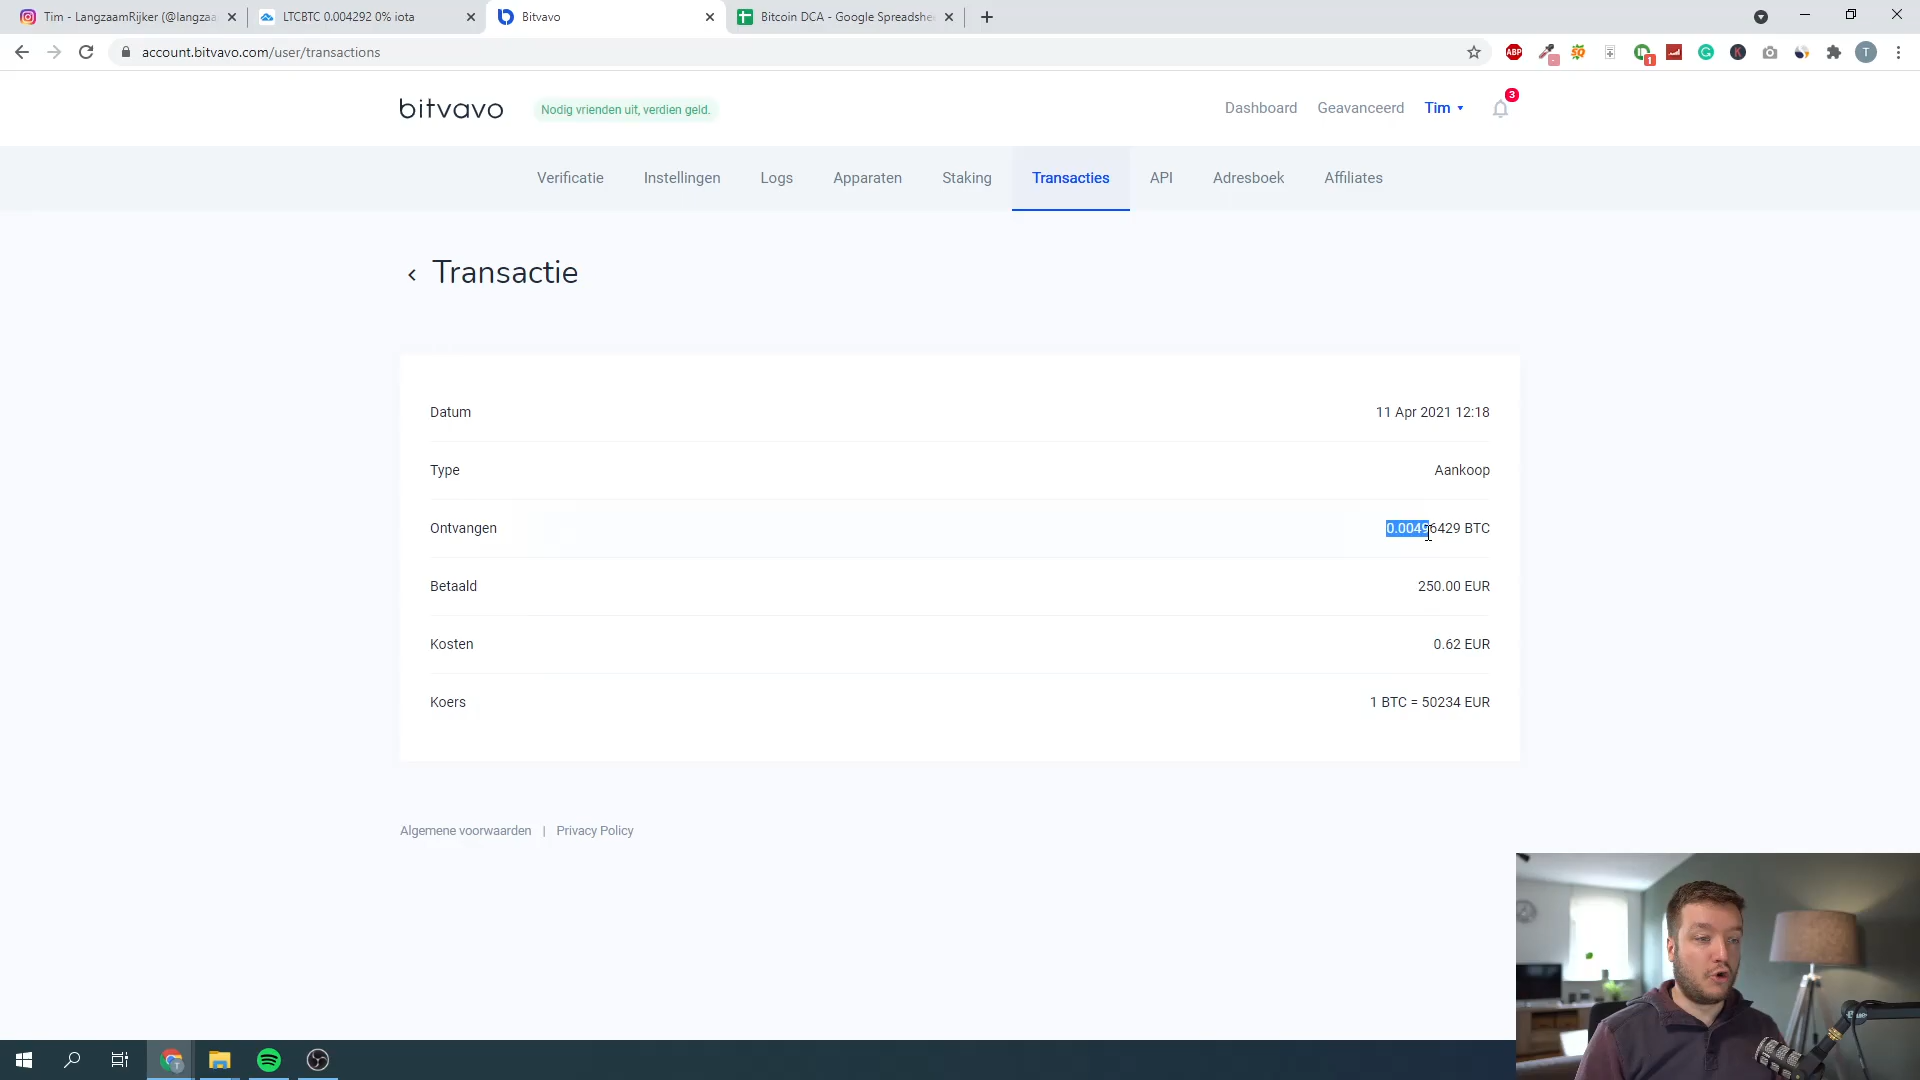 Tim - LangzaamRijker (@langzaa
LTCBTC 0.004292 0% iota
Bitvavo
Bitcoin DCA - Google Spreadshe
account.bitvavo.com/user/transactions
ABP
1
T
bitvavo
Nodig vrienden uit, verdien geld.
Dashboard
Geavanceerd
Tim
3
Verificatie
Instellingen
Logs
Apparaten
Staking
Transacties
API
Adresboek
Affiliates
Transactie
Datum
11 Apr 2021 12:18
Type
Aankoop
Ontvangen
0.00496429 BTC
Betaald
250.00 EUR
Kosten
0.62 EUR
Koers
1 BTC = 50234 EUR
Algemene voorwaarden | Privacy Policy